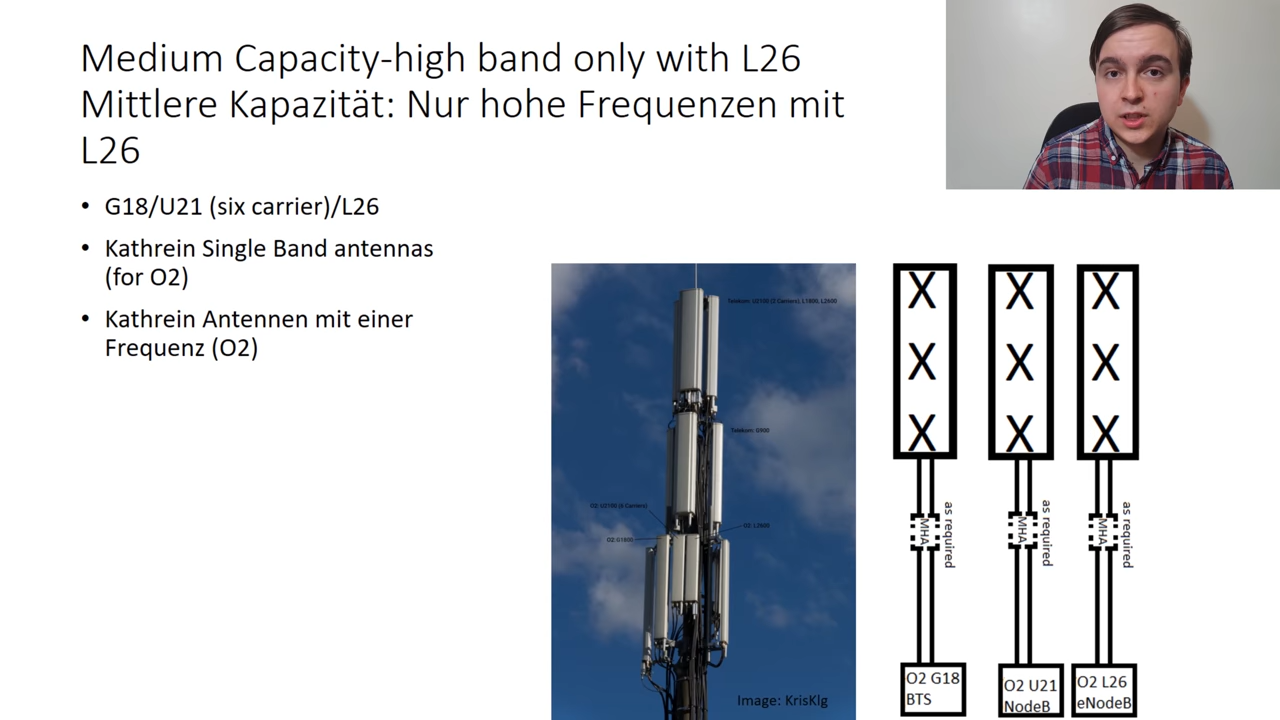 Medium Capacity-high band only with L26
Mittlere Kapazität: Nur hohe Frequenzen mit
L26
• G18/U21 (six carrier)/L26
• Kathrein Single Band antennas
(for O2)
• Kathrein Antennen mit einer
Frequenz (O2)
Telekom: U2100 (2 Carriers), L1800, L2600
Telekom: G900
O2: U2100 (6 Carriers)
O2: L2600
O2:G1800
Image: KrisKlg
X X X
X X X
X X X
MHA
as required
MHA
as required
MHA
as required
O2 G18
BTS
O2 U21
NodeB
O2 L26
eNodeB